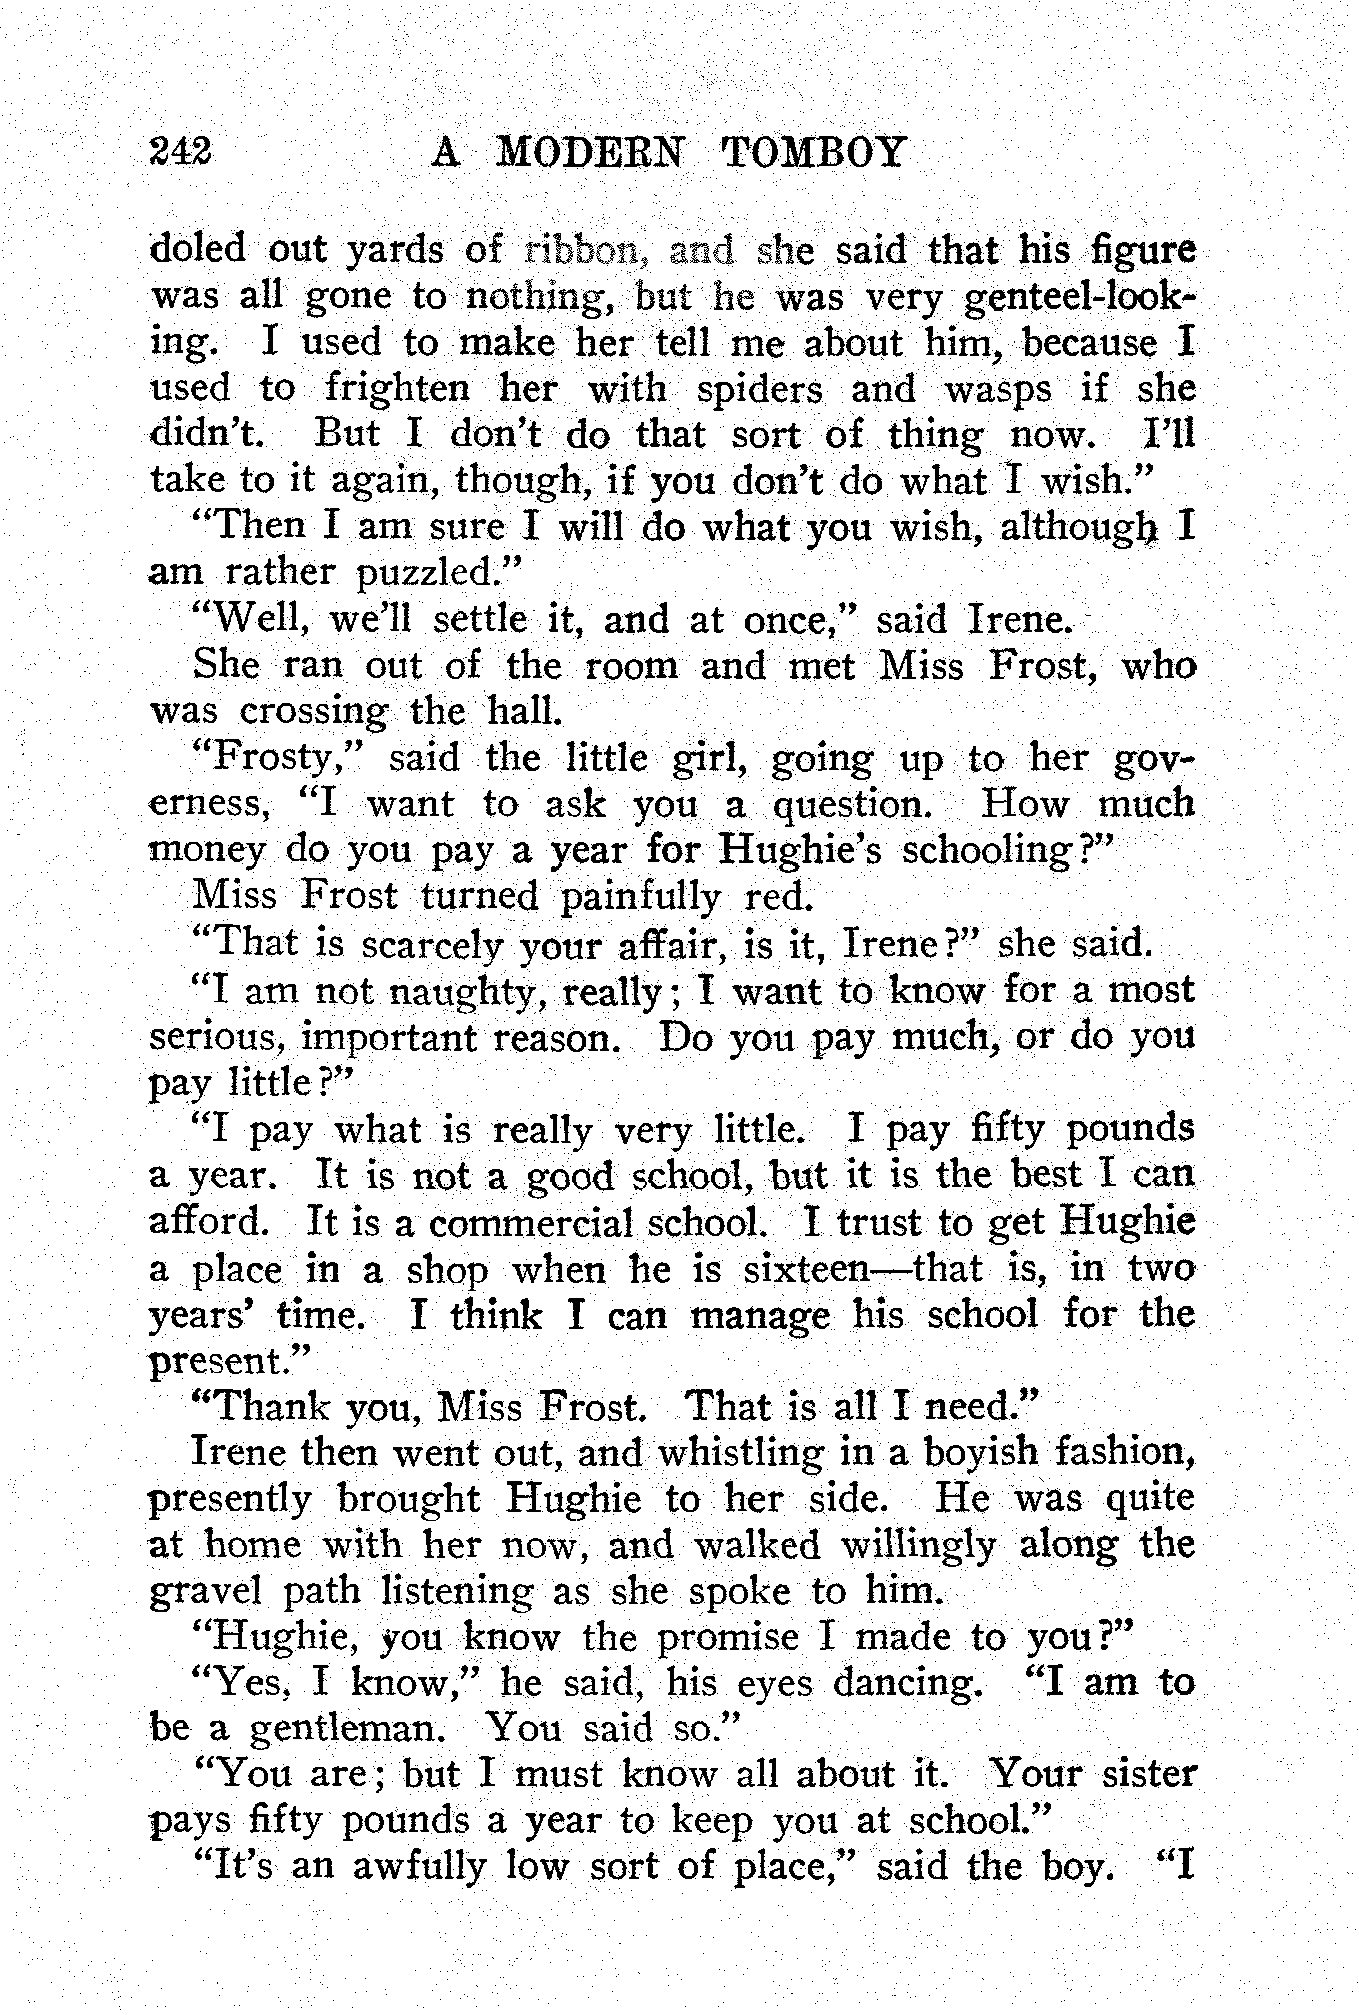 242 A MODERN TOMBOY
doled out yards of ribbon, and she said that his figure
was all gone to nothing, but he was very genteel-look-
ing. I used to make her tell me about him, because I
used to frighten her with spiders and wasps if she
didn't. But I don't do that sort of thing now. I'll
take to it again, though, if you don't do what I wish."
"Then I am sure I will do what you wish, although I
am rather puzzled."
"Well, we'll settle it, and at once," said Irene.
She ran out of the room and met Miss Frost, who
was crossing the hall.
"Frosty," said the little girl, going up to her gov-
erness, "I want to ask you a question. How much
money do you pay a year for Hughie's schooling?"
Miss Frost turned painfully red.
"That is scarcely your affair, is it, Irene?" she said.
"I am not naughty, really; I want to know for a most
serious, important reason. Do you pay much, or do you
pay little?"
"I pay what is really very little. I pay fifty pounds
a year. It is not a good school, but it is the best I can
afford. It is a commercial school. I trust to get Hughie
a place in a shop when he is sixteen—that is, in two
years' time. I think I can manage his school for the
present."
"Thank you, Miss Frost. That is all I need."
Irene then went out, and whistling in a boyish fashion,
presently brought Hughie to her side. He was quite
at home with her now, and walked willingly along the
gravel path listening as she spoke to him.
"Hughie, you know the promise I made to you?"
"Yes, I know," he said, his eyes dancing. "I am to
be a gentleman. You said so."
"You are; but I must know all about it. Your sister
pays fifty pounds a year to keep you at school."
"It's an awfully low sort of place," said the boy. "I